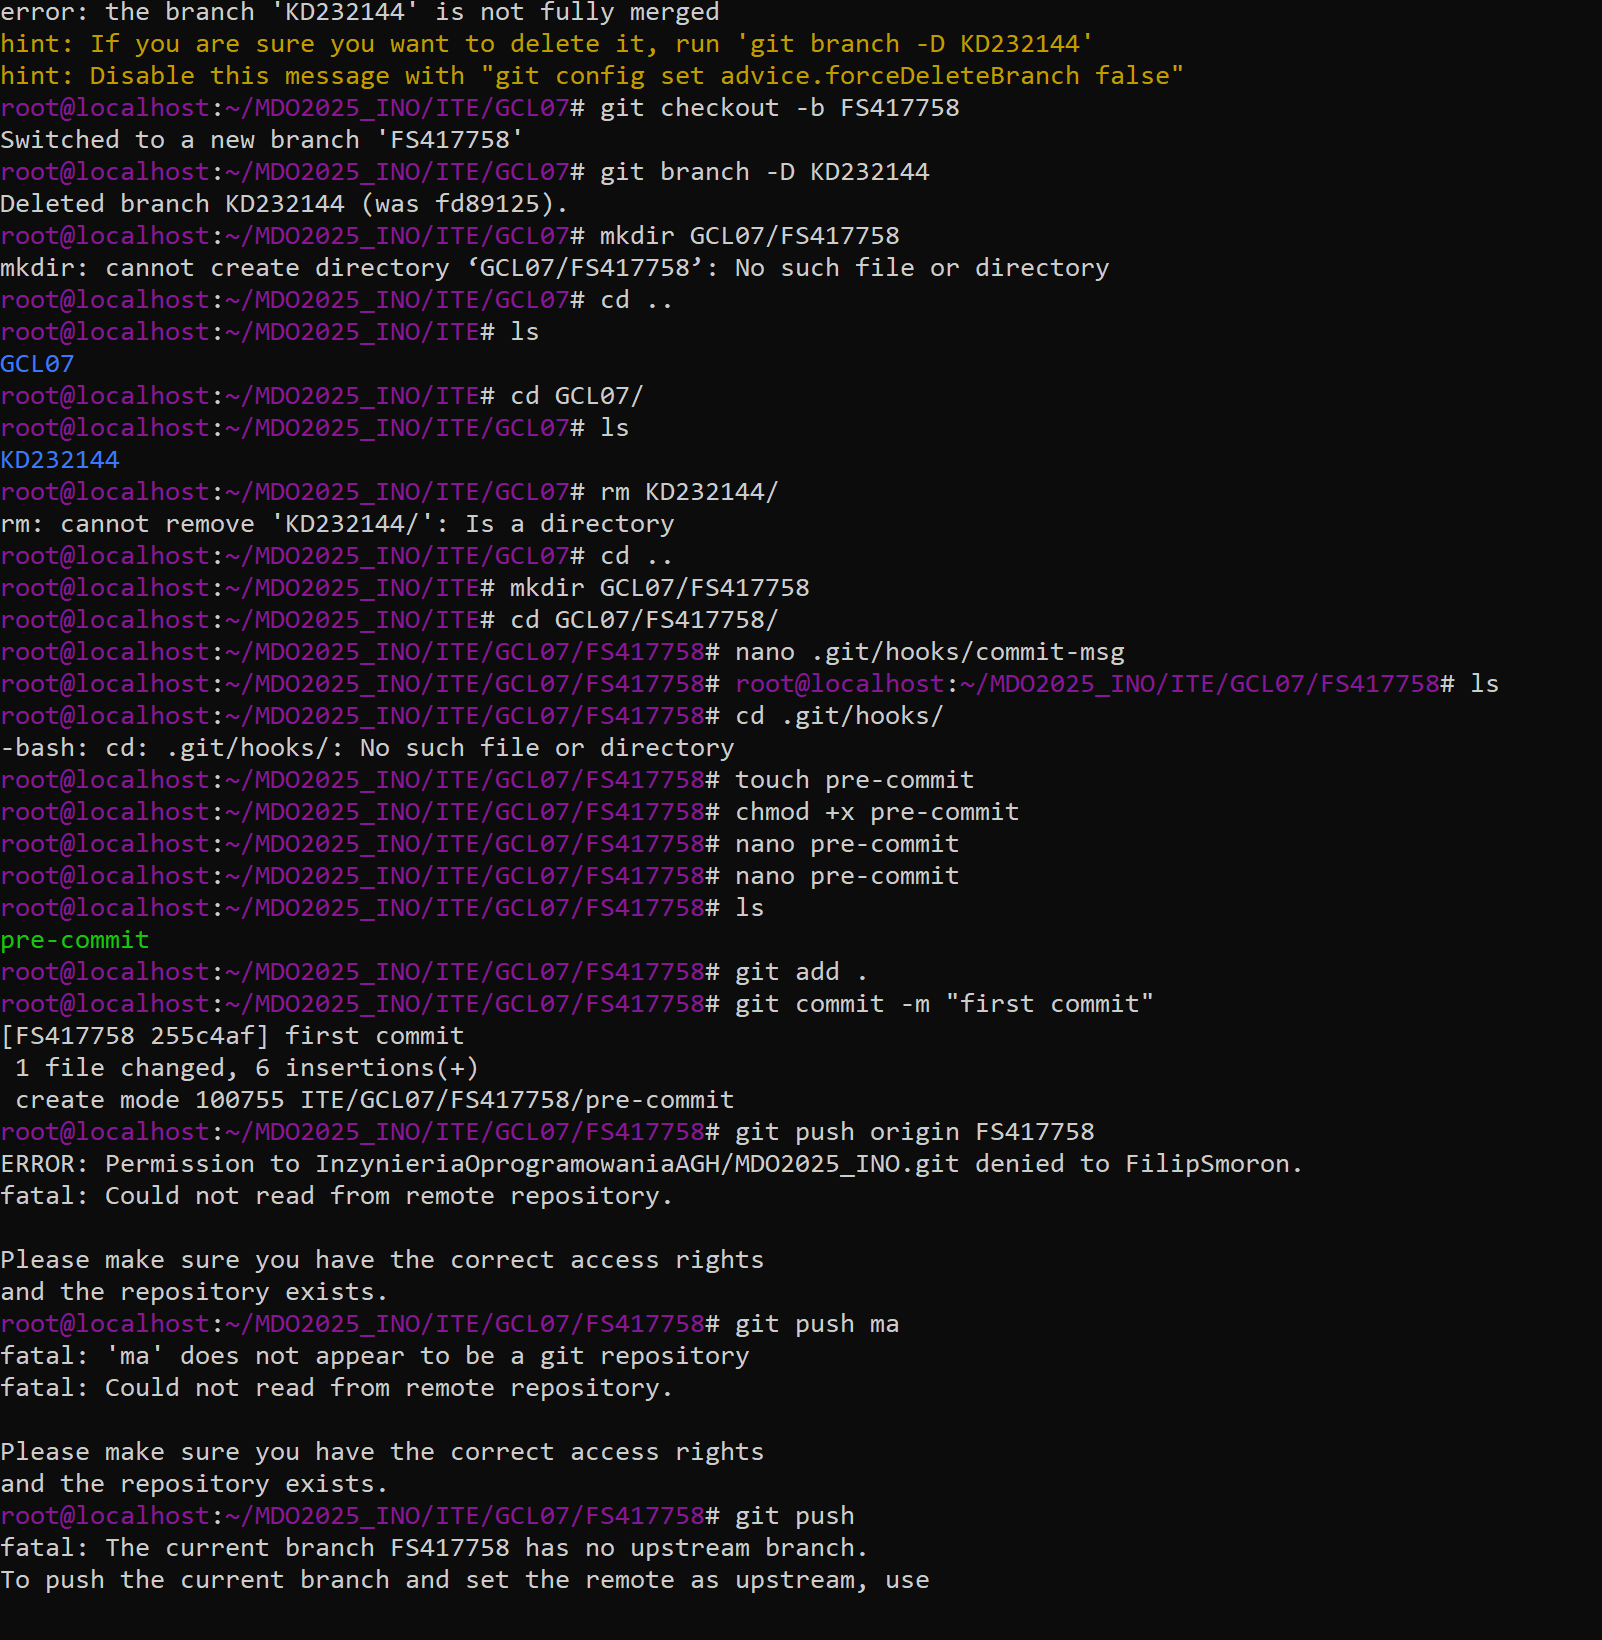 error: the branch 'KD232144' is not fully merged
hint: If you are sure you want to delete it, run 'git branch -D KD232144'
hint: Disable this message with "git config set advice.forceDeleteBranch false"
root@localhost:~/MDO2025_INO/ITE/GCL07# git checkout -b FS417758
Switched to a new branch 'FS417758'
root@localhost:~/MDO2025_INO/ITE/GCL07# git branch -D KD232144
Deleted branch KD232144 (was fd89125).
root@localhost:~/MDO2025_INO/ITE/GCL07# mkdir GCL07/FS417758
mkdir: cannot create directory ‘GCL07/FS417758’: No such file or directory
root@localhost:~/MDO2025_INO/ITE/GCL07# cd ..
root@localhost:~/MDO2025_INO/ITE# ls
GCL07
root@localhost:~/MDO2025_INO/ITE# cd GCL07/
root@localhost:~/MDO2025_INO/ITE/GCL07# ls
KD232144
root@localhost:~/MDO2025_INO/ITE/GCL07# rm KD232144/
rm: cannot remove 'KD232144/': Is a directory
root@localhost:~/MDO2025_INO/ITE/GCL07# cd ..
root@localhost:~/MDO2025_INO/ITE# mkdir GCL07/FS417758
root@localhost:~/MDO2025_INO/ITE# cd GCL07/FS417758/
root@localhost:~/MDO2025_INO/ITE/GCL07/FS417758# nano .git/hooks/commit-msg
root@localhost:~/MDO2025_INO/ITE/GCL07/FS417758# root@localhost:~/MDO2025_INO/ITE/GCL07/FS417758# ls
root@localhost:~/MDO2025_INO/ITE/GCL07/FS417758# cd .git/hooks/
-bash: cd: .git/hooks/: No such file or directory
root@localhost:~/MDO2025_INO/ITE/GCL07/FS417758# touch pre-commit
root@localhost:~/MDO2025_INO/ITE/GCL07/FS417758# chmod +x pre-commit
root@localhost:~/MDO2025_INO/ITE/GCL07/FS417758# nano pre-commit
root@localhost:~/MDO2025_INO/ITE/GCL07/FS417758# nano pre-commit
root@localhost:~/MDO2025_INO/ITE/GCL07/FS417758# ls
pre-commit
root@localhost:~/MDO2025_INO/ITE/GCL07/FS417758# git add .
root@localhost:~/MDO2025_INO/ITE/GCL07/FS417758# git commit -m "first commit"
[FS417758 255c4af] first commit
 1 file changed, 6 insertions(+)
 create mode 100755 ITE/GCL07/FS417758/pre-commit
root@localhost:~/MDO2025_INO/ITE/GCL07/FS417758# git push origin FS417758
ERROR: Permission to InzynieriaOprogramowaniaAGH/MDO2025_INO.git denied to FilipSmoron.
fatal: Could not read from remote repository.

Please make sure you have the correct access rights
and the repository exists.
root@localhost:~/MDO2025_INO/ITE/GCL07/FS417758# git push ma
fatal: 'ma' does not appear to be a git repository
fatal: Could not read from remote repository.

Please make sure you have the correct access rights
and the repository exists.
root@localhost:~/MDO2025_INO/ITE/GCL07/FS417758# git push
fatal: The current branch FS417758 has no upstream branch.
To push the current branch and set the remote as upstream, use